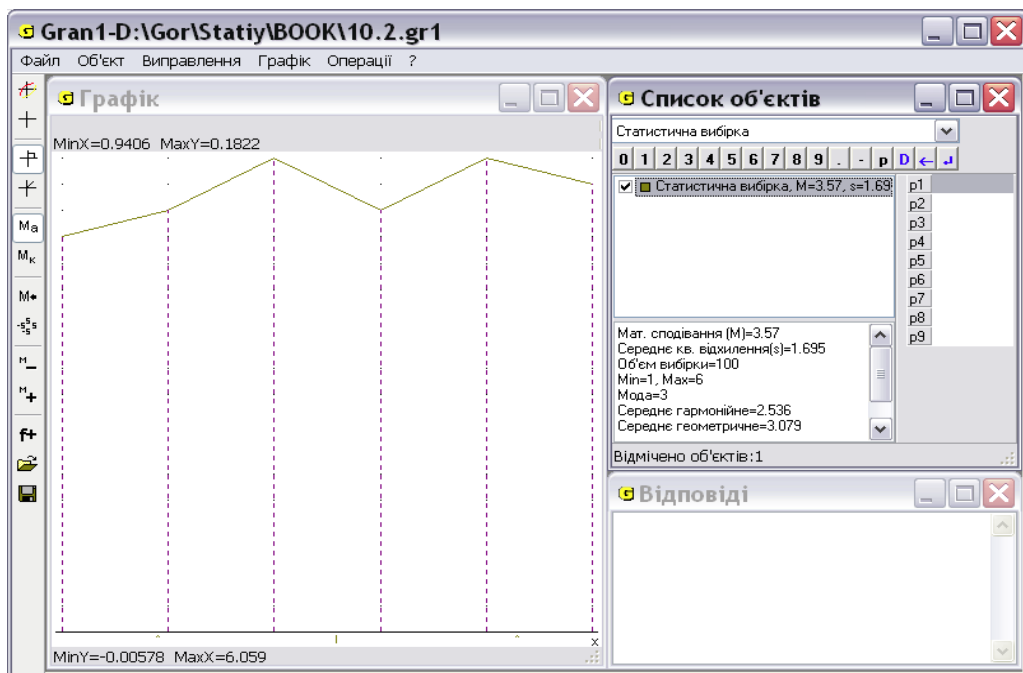 Gran1-D:\Gor\Statiy\BOOK\10.2.gr1
Файл Об'єкт Виправлення Графік Операції ?
Графік
MinX=0.9406 MaxY=0.1822
x
MinY=-0.00578 MaxX=6.059
Ma
Mк
M
-s s s s
M
M+
f+
Список об'єктів
Статистична вибірка
0 1 2 3 4 5 6 7 8 9 . - p D
Статистична вибірка, M=3.57, s=1.69
p1
p2
p3
p4
p5
p6
p7
p8
p9
Мат. сподівання (M)=3.57
Середнє кв. відхилення(s)=1.695
Об'єм вибірки=100
Min=1, Max=6
Мода=3
Середнє гармонійне=2.536
Середнє геометричне=3.079
Відмічено об'єктів:1
Відповіді